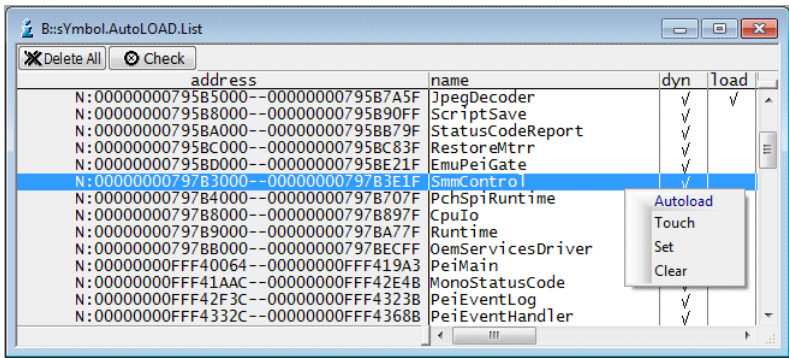 B::sYmbol.AutoLOAD.List
Delete All Check
address name dyn load
N:00000000795B5000--00000000795B7A5F JpegDecoder √ √
N:00000000795B8000--00000000795B90FF ScriptSave √
N:00000000795BA000--00000000795BB79F StatusCodeReport √
N:00000000795BC000--00000000795BC83F RestoreMtrr √
N:00000000795BD000--00000000795BE21F EmuPeiGate √
N:00000000797B3000--00000000797B3E1F SmmControl √
N:00000000797B4000--00000000797B707F PchSpiRuntime
N:00000000797B8000--00000000797B897F CpuIo
N:00000000797B9000--00000000797BA77F Runtime
N:00000000797BB000--00000000797BECFF OemServicesDriver
N:00000000FFF40064--00000000FFF419A3 PeiMain
N:00000000FFF41AAC--00000000FFF42E4B MonoStatusCode √
N:00000000FFF42F3C--00000000FFF4323B PeiEventLog √
N:00000000FFF4332C--00000000FFF4368B PeiEventHandler √
Autoload
Touch
Set
Clear